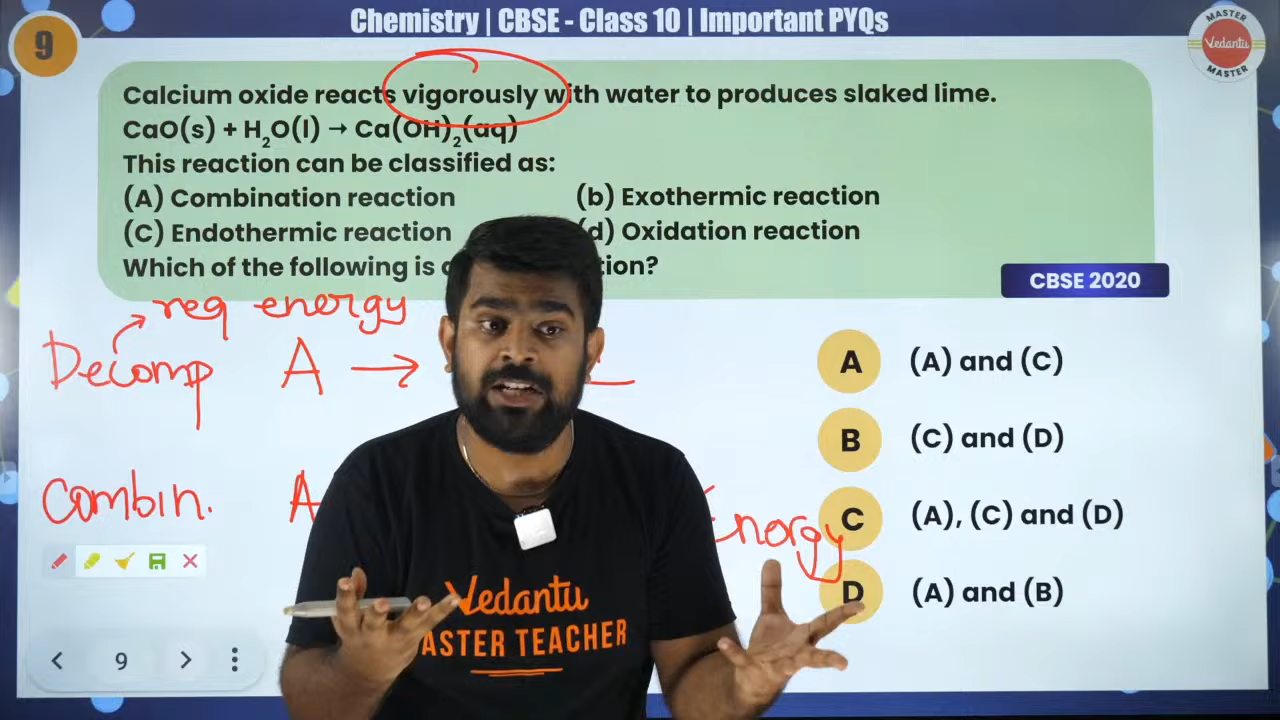 Chemistry | CBSE - Class 10 | Important PYQs
9
MASTER
Vedantu
MASTER
Calcium oxide reacts vigorously with water to produces slaked lime.
CaO(s) + H₂O(l) → Ca(OH)₂(aq)
This reaction can be classified as:
(A) Combination reaction (b) Exothermic reaction
(C) Endothermic reaction d) Oxidation reaction
Which of the following is
CBSE 2020
req energy
Decomp A →
Combin. A
Energy
A (A) and (C)
B (C) and (D)
C (A), (C) and (D)
D (A) and (B)
Vedantu
MASTER TEACHER
< 9 >